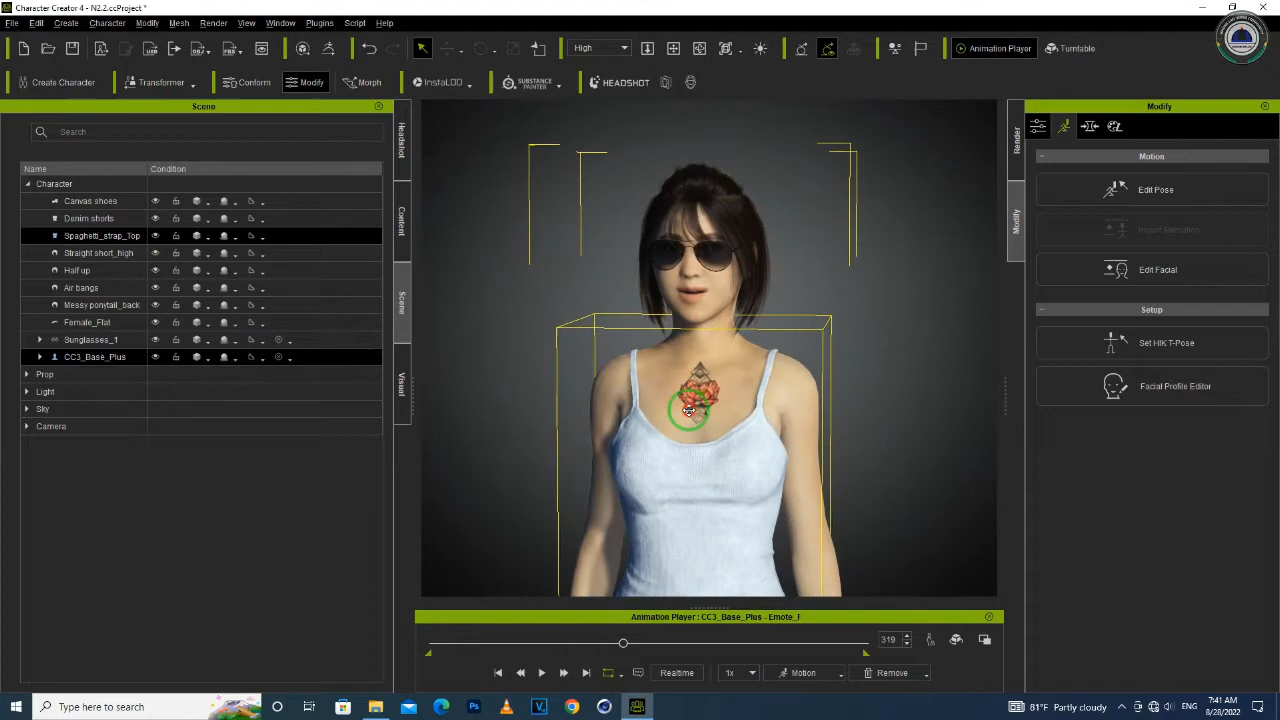 Character Creator 4 - N2.2.ccProject *
File Edit Create Character Modify Mesh Render View Window Plugins Script Help
High Animation Player Turntable
Create Character Transformer Conform Modify Morph InstaLOD SUBSTANCE PAINTER HEADSHOT
Scene
Search
Name Condition
Character
Canvas shoes
Denim shorts
Spaghetti_strap_Top
Straight short_high
Half up
Air bangs
Messy ponytail_back
Female_Flat
Sunglasses_1
CC3_Base_Plus
Prop
Light
Sky
Camera
Headshot
Content
Scene
Visual
Render
Modify
Modify
Motion
Edit Pose
Import Animation
Edit Facial
Setup
Set HIK T-Pose
Facial Profile Editor
Animation Player : CC3_Base_Plus - Emote_F
319
Realtime 1x Motion Remove
Type here to search
81°F Partly cloudy ENG
7:41 AM
8/28/2022